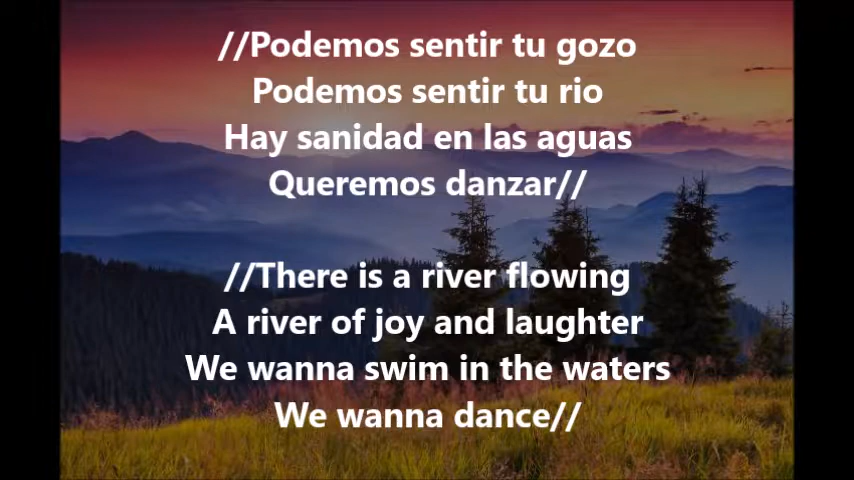 //Podemos sentir tu gozo
Podemos sentir tu rio
Hay sanidad en las aguas
Queremos danzar//
//There is a river flowing
A river of joy and laughter
We wanna swim in the waters
We wanna dance//